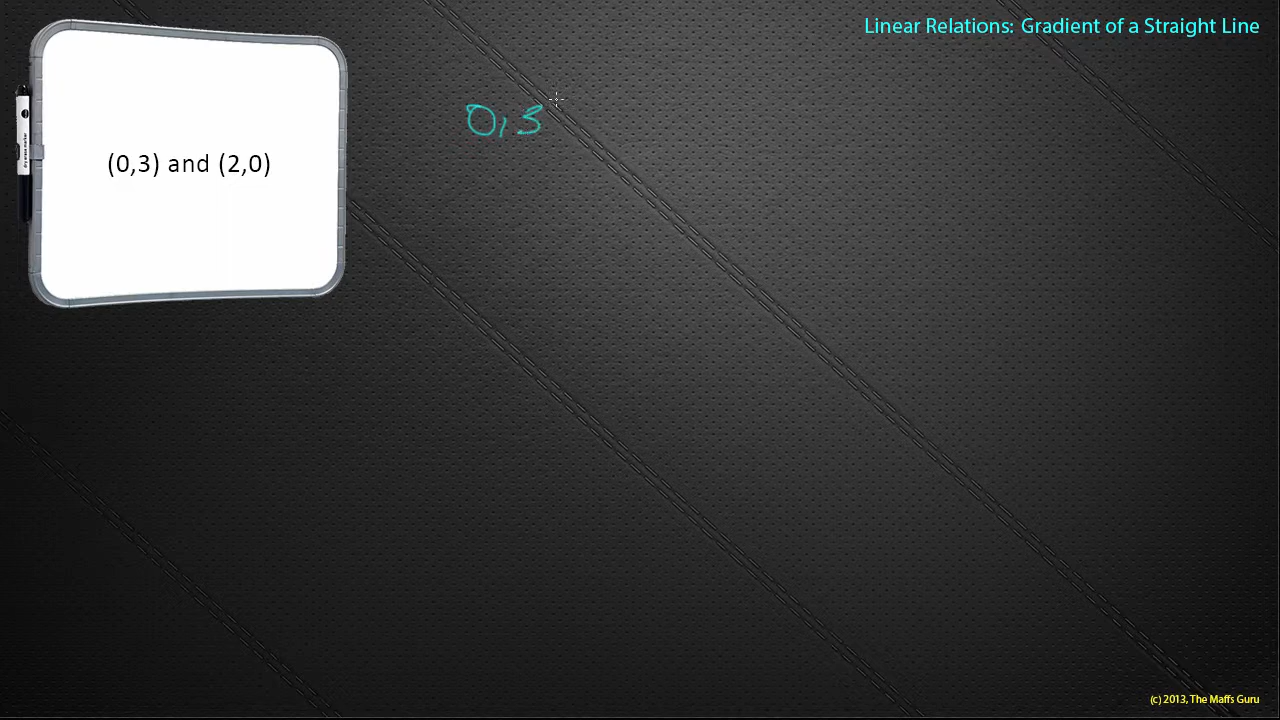 Linear Relations: Gradient of a Straight Line
0,3
(0,3) and (2,0)
(c) 2013, The Maffs Guru